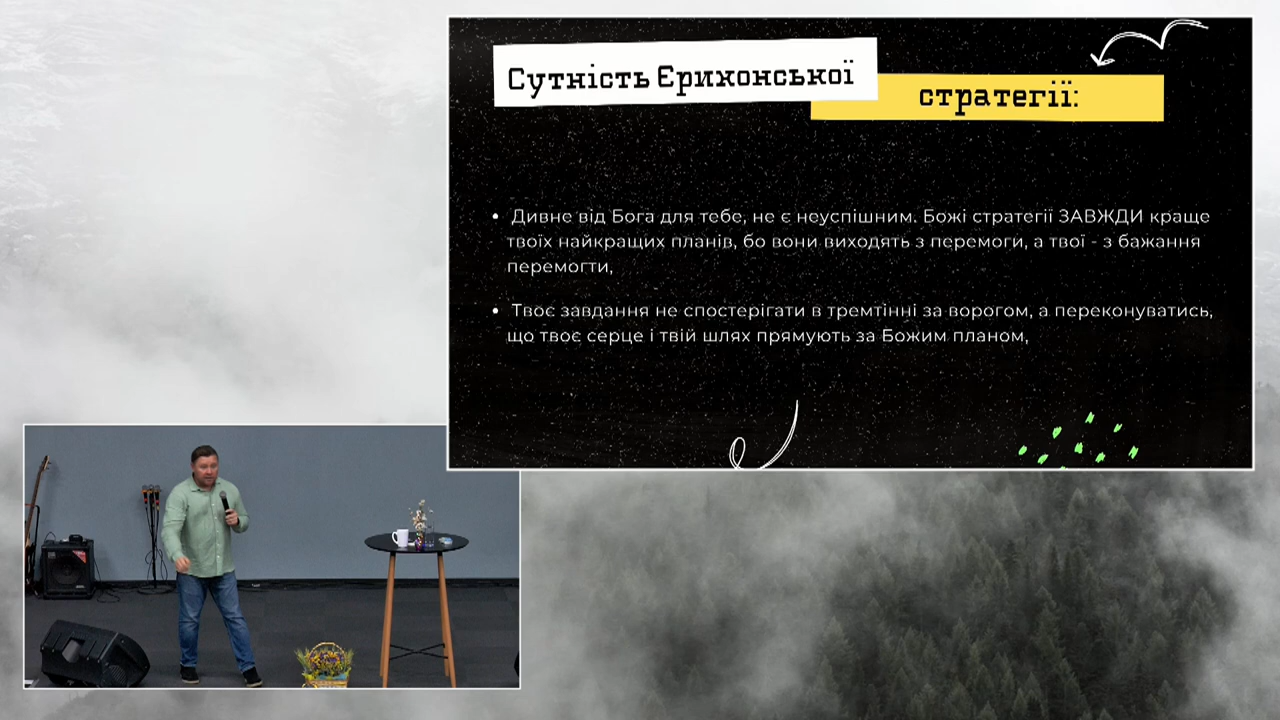 Сутність Єрихонської
стратегії:
• Дивне від Бога для тебе, не є неуспішним. Божі стратегії ЗАВЖДИ краще
твоїх найкращих планів, бо вони виходять з перемоги, а твої - з бажання
перемогти,
• Твоє завдання не спостерігати в тремтінні за ворогом, а переконуватись,
що твоє серце і твій шлях прямують за Божим планом,